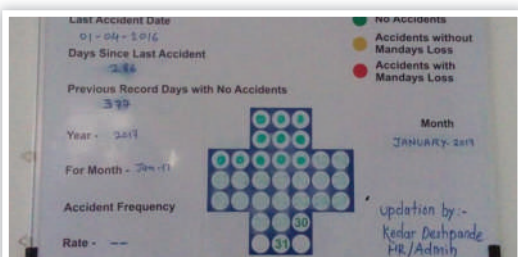 Last Accident Date
01-04-2016
Days Since Last Accident
286
Previous Record Days with No Accidents
377
Year - 2017
For Month - Jan-17
Accident Frequency
Rate - --
No Accidents
Accidents without
Mandays Loss
Accidents with
Mandays Loss
Month
JANUARY-2017
30
31
updation by:-
Kedar Deshpande
HR/Admin